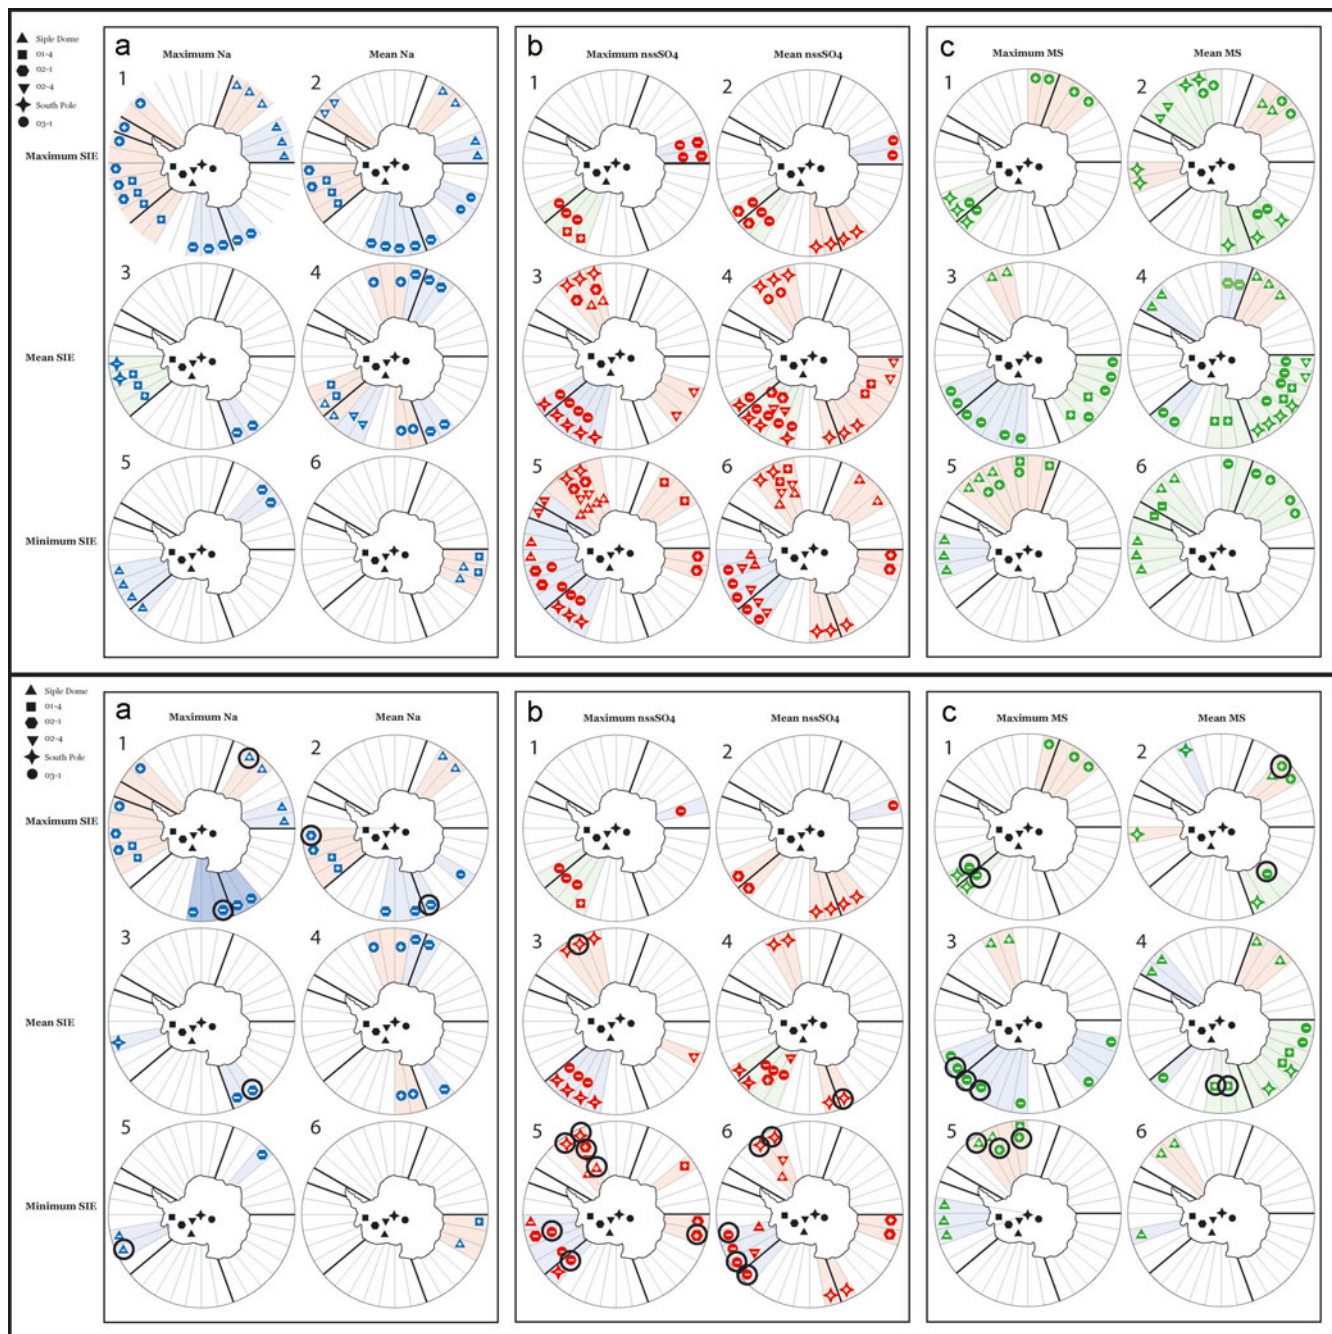 Siple Dome
01-4
02-1
02-4
South Pole
03-1
a
Maximum Na
Mean Na
b
Maximum nssSO4
Mean nssSO4
c
Maximum MS
Mean MS
Maximum SIE
1
2
1
2
1
2
Mean SIE
3
4
3
4
3
4
Minimum SIE
5
6
5
6
5
6
Siple Dome
01-4
02-1
02-4
South Pole
03-1
a
Maximum Na
Mean Na
b
Maximum nssSO4
Mean nssSO4
c
Maximum MS
Mean MS
Maximum SIE
1
2
1
2
1
2
Mean SIE
3
4
3
4
3
4
Minimum SIE
5
6
5
6
5
6